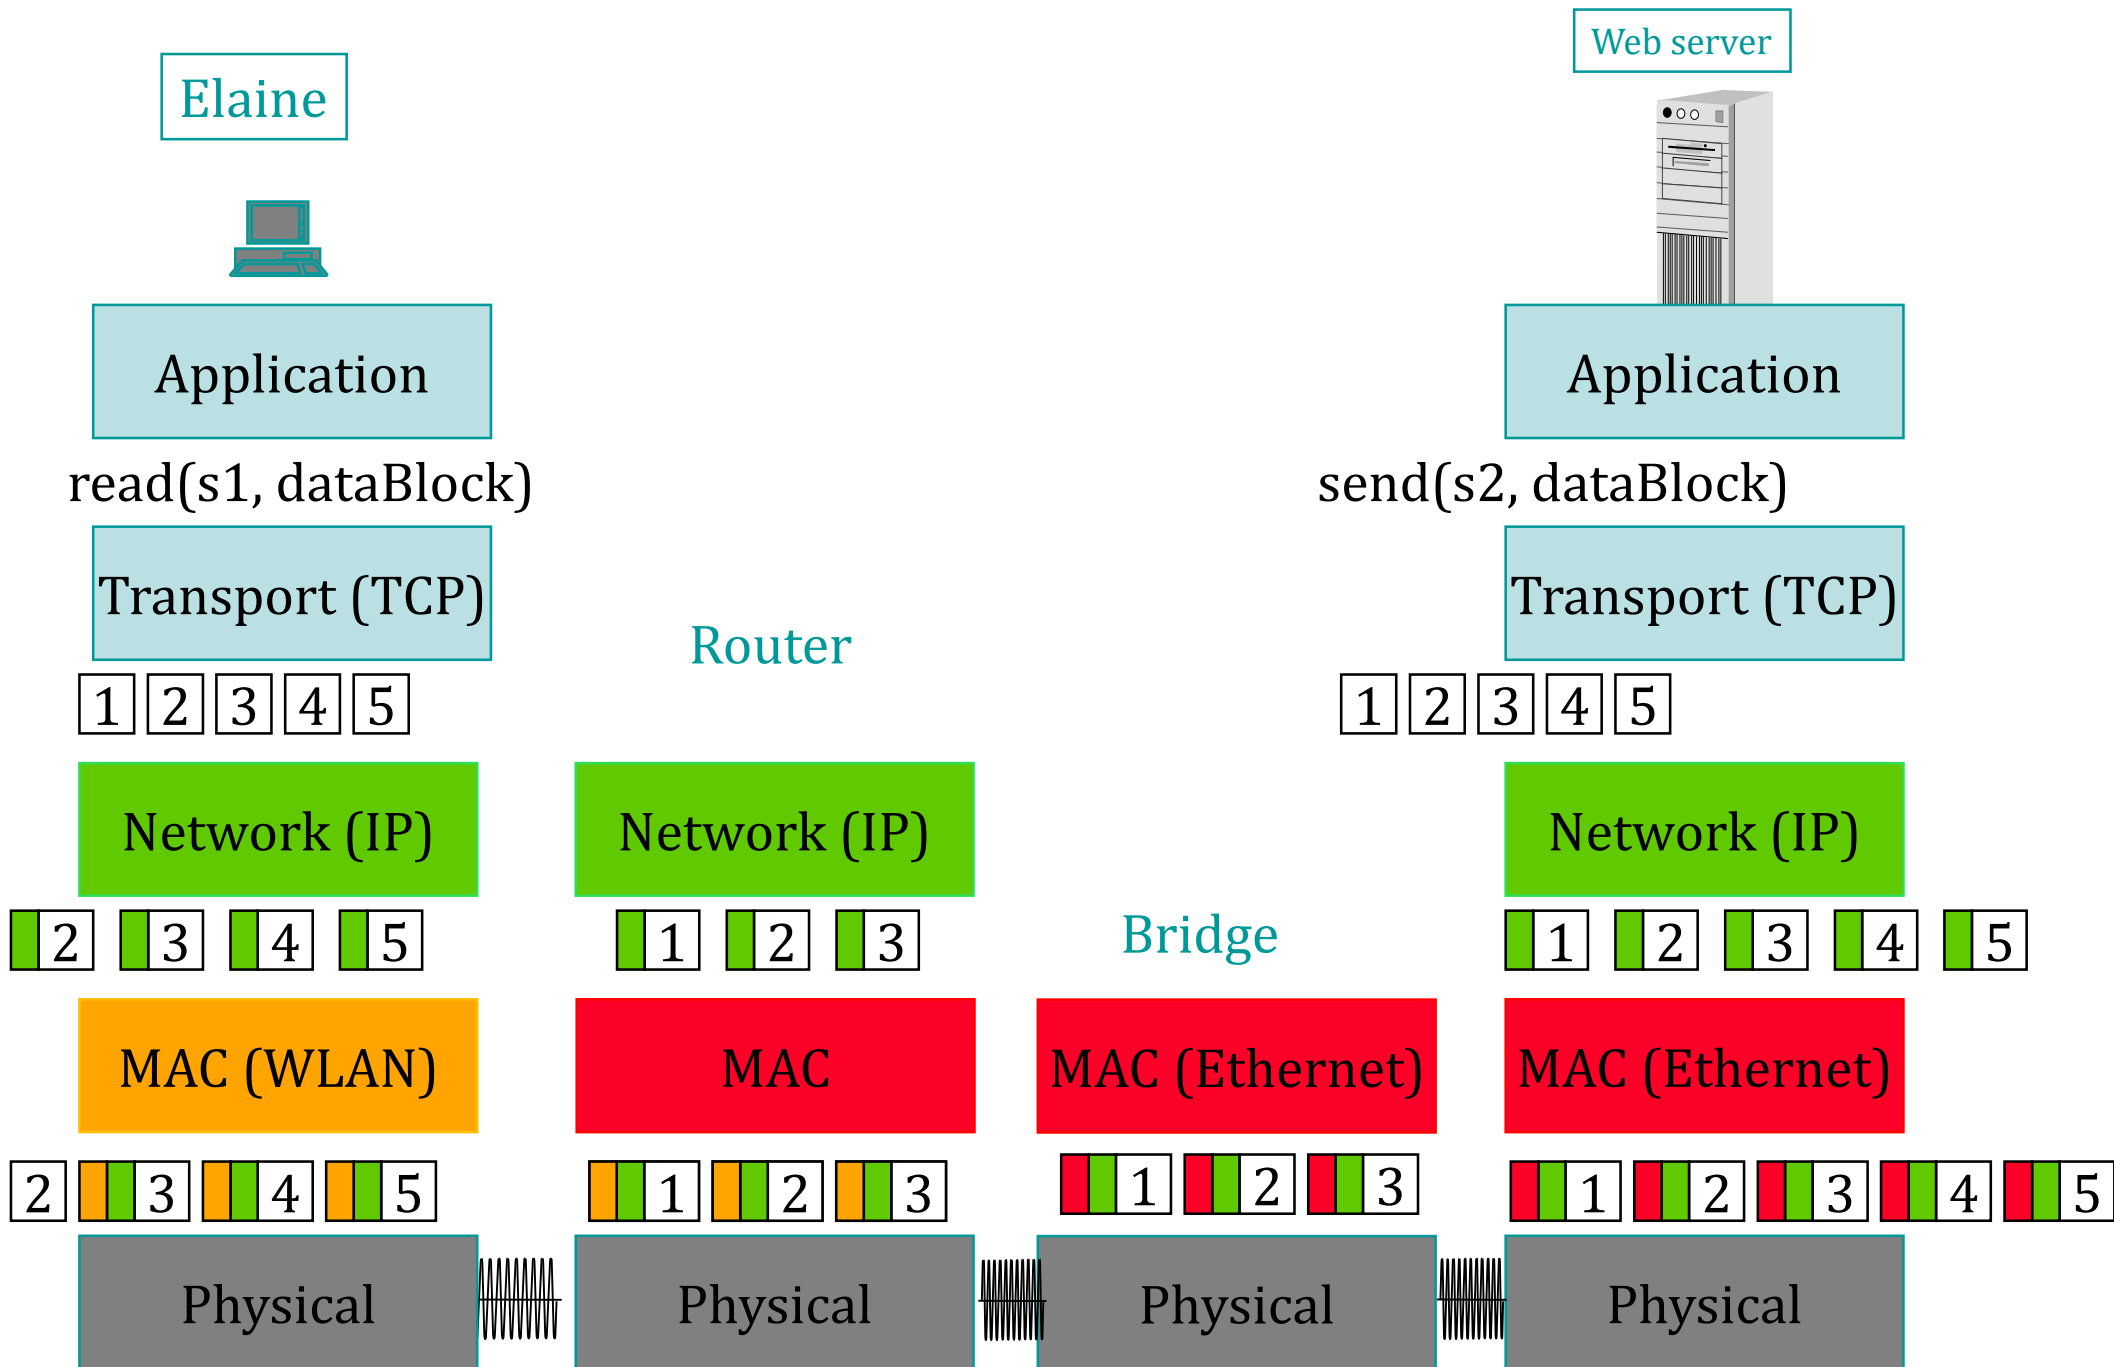 Web server
Elaine
Application
Application
read(s1, dataBlock)
send(s2, dataBlock)
Transport (TCP)
Transport (TCP)
Router
1 2 3 4 5
1 2 3 4 5
Network (IP)
Network (IP)
Network (IP)
2 3 4 5
1 2 3
Bridge
1 2 3 4 5
MAC (WLAN)
MAC
MAC (Ethernet)
MAC (Ethernet)
2 3 4 5
1 2 3
1 2 3
1 2 3 4 5
Physical
Physical
Physical
Physical